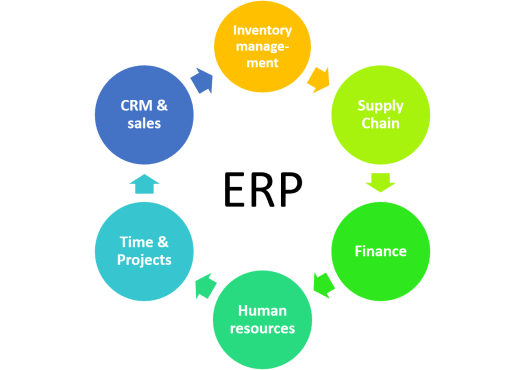 Inventory
manage-
ment
Supply
Chain
Finance
Human
resources
Time &
Projects
CRM &
sales
ERP